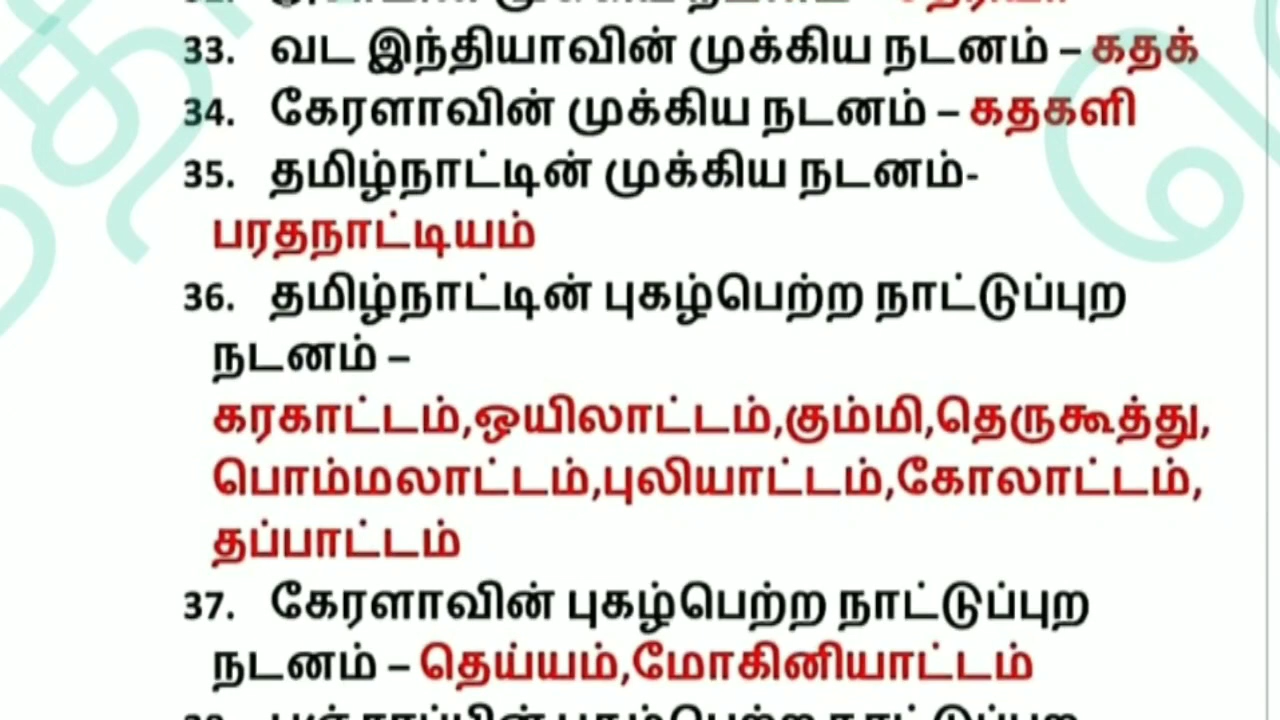 33. வட இந்தியாவின் முக்கிய நடனம் – கதக்
34. கேரளாவின் முக்கிய நடனம் – கதகளி
35. தமிழ்நாட்டின் முக்கிய நடனம்-
பரதநாட்டியம்
36. தமிழ்நாட்டின் புகழ்பெற்ற நாட்டுப்புற
நடனம் –
கரகாட்டம்,ஒயிலாட்டம்,கும்மி,தெருகூத்து,
பொம்மலாட்டம்,புலியாட்டம்,கோலாட்டம்,
தப்பாட்டம்
37. கேரளாவின் புகழ்பெற்ற நாட்டுப்புற
நடனம் – தெய்யம்,மோகினியாட்டம்